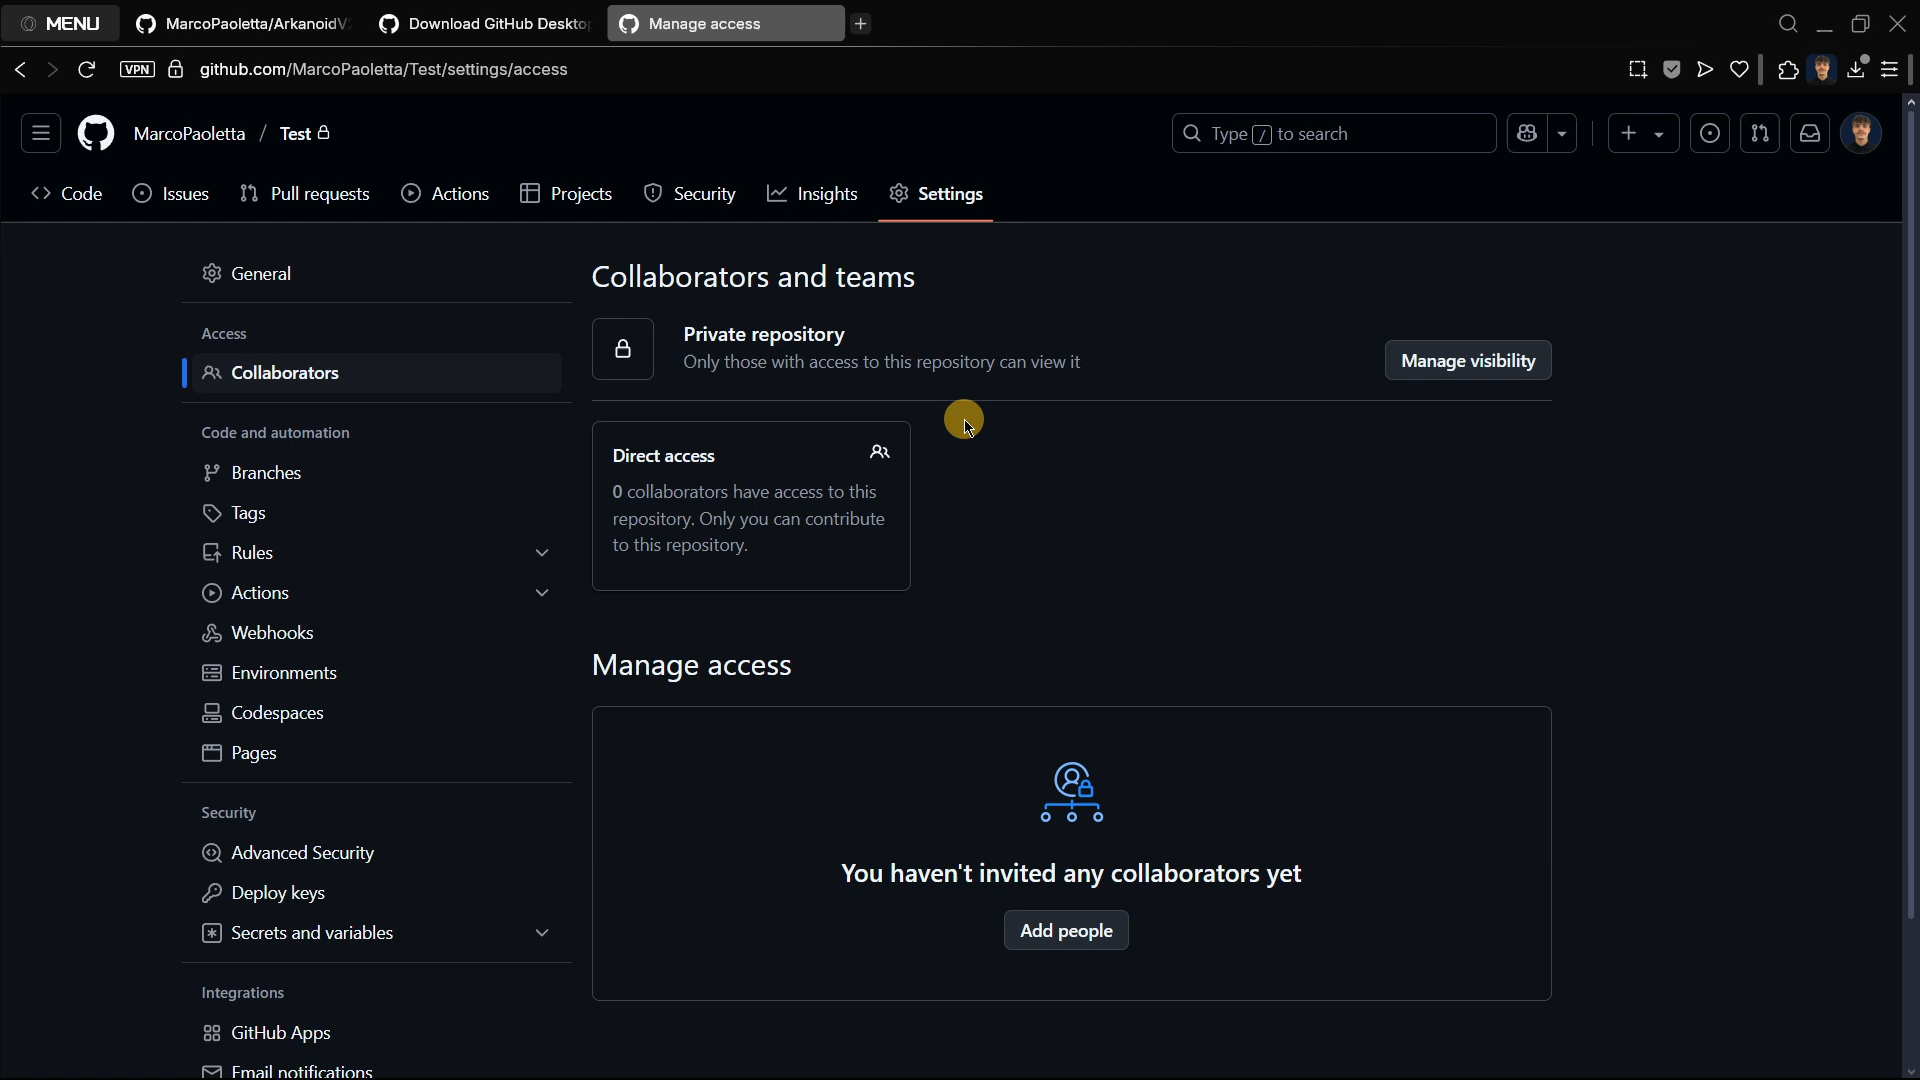 MENU
MarcoPaoletta/ArkanoidV
Download GitHub Deskto
Manage access
VPN
github.com/MarcoPaoletta/Test/settings/access
MarcoPaoletta / Test
Type / to search
Code
Issues
Pull requests
Actions
Projects
Security
Insights
Settings
General
Access
Collaborators
Code and automation
Branches
Tags
Rules
Actions
Webhooks
Environments
Codespaces
Pages
Security
Advanced Security
Deploy keys
Secrets and variables
Integrations
GitHub Apps
Email notifications
Collaborators and teams
Private repository
Only those with access to this repository can view it
Manage visibility
Direct access
0 collaborators have access to this
repository. Only you can contribute
to this repository.
Manage access
You haven't invited any collaborators yet
Add people